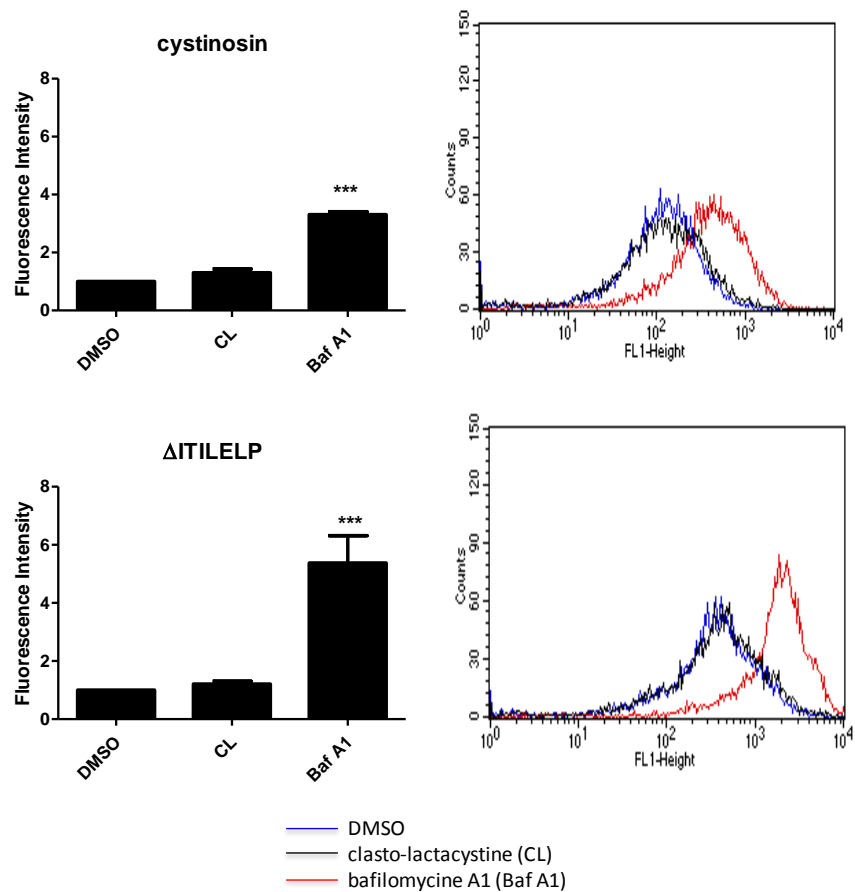 cystinosin
Fluorescence Intensity
8
6
4
2
0
***
DMSO
CL
Baf A1
Counts
150
120
90
60
30
0
10⁰
10¹
10²
10³
10⁴
FL1-Height
ΔITILELP
Fluorescence Intensity
8
6
4
2
0
***
DMSO
CL
Baf A1
Counts
150
120
90
60
30
0
10⁰
10¹
10²
10³
10⁴
FL1-Height
DMSO
clasto-lactacystine (CL)
bafilomycine A1 (Baf A1)